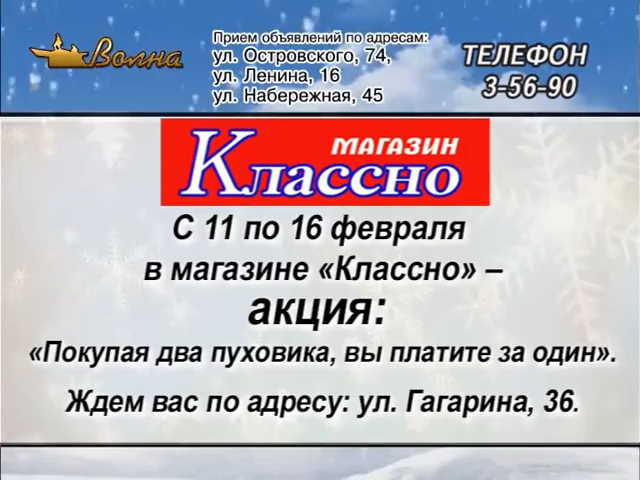 Волна
Прием объявлений по адресам:
ул. Островского, 74,
ул. Ленина, 16
ул. Набережная, 45
ТЕЛЕФОН
3-56-90
МАГАЗИН
Классно
С 11 по 16 февраля
в магазине «Классно» –
акция:
«Покупая два пуховика, вы платите за один».
Ждем вас по адресу: ул. Гагарина, 36.